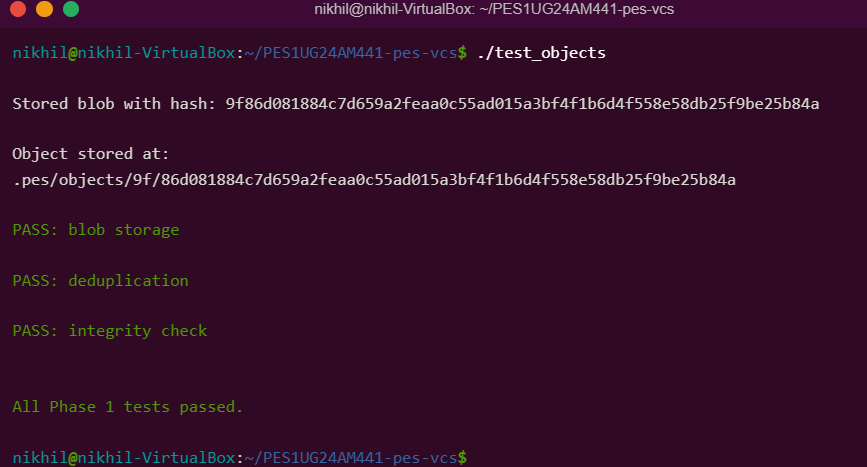 nikhil@nikhil-VirtualBox: ~/PES1UG24AM441-pes-vcs
nikhil@nikhil-VirtualBox:~/PES1UG24AM441-pes-vcs$ ./test_objects
Stored blob with hash: 9f86d081884c7d659a2feaa0c55ad015a3bf4f1b6d4f558e58db25f9be25b84a
Object stored at:
.pes/objects/9f/86d081884c7d659a2feaa0c55ad015a3bf4f1b6d4f558e58db25f9be25b84a
PASS: blob storage
PASS: deduplication
PASS: integrity check
All Phase 1 tests passed.
nikhil@nikhil-VirtualBox:~/PES1UG24AM441-pes-vcs$